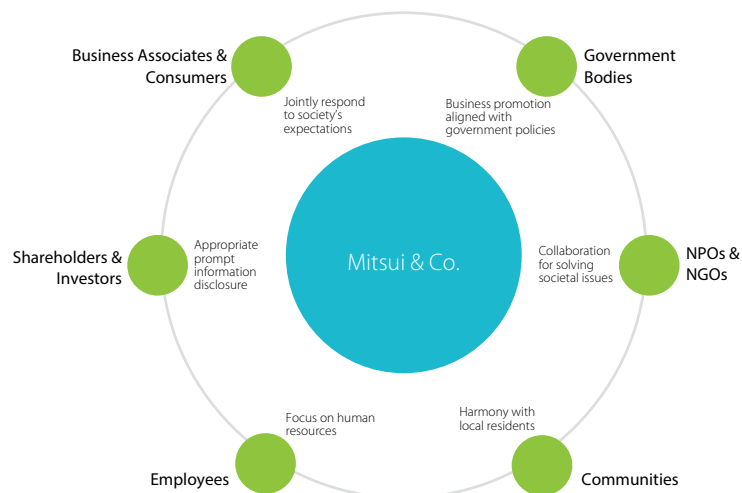 Business Associates &
Consumers
Government
Bodies
Jointly respond
to society's
expectations
Business promotion
aligned with
government policies
Shareholders &
Investors
Appropriate
prompt
information
disclosure
Mitsui & Co.
Collaboration
for solving
societal issues
NPOs &
NGOs
Focus on human
resources
Harmony with
local residents
Employees
Communities